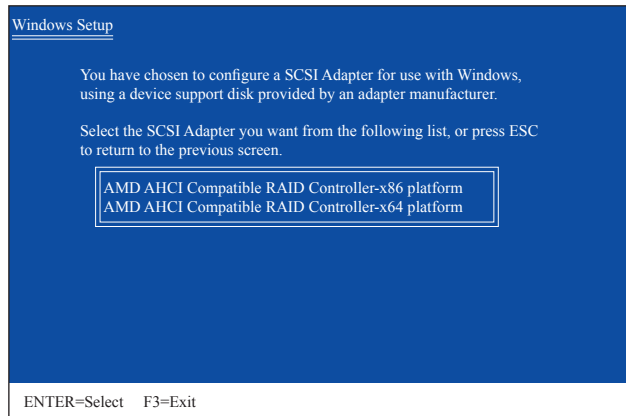 Windows Setup
You have chosen to configure a SCSI Adapter for use with Windows,
using a device support disk provided by an adapter manufacturer.
Select the SCSI Adapter you want from the following list, or press ESC
to return to the previous screen.
AMD AHCI Compatible RAID Controller-x86 platform
AMD AHCI Compatible RAID Controller-x64 platform
ENTER=Select F3=Exit